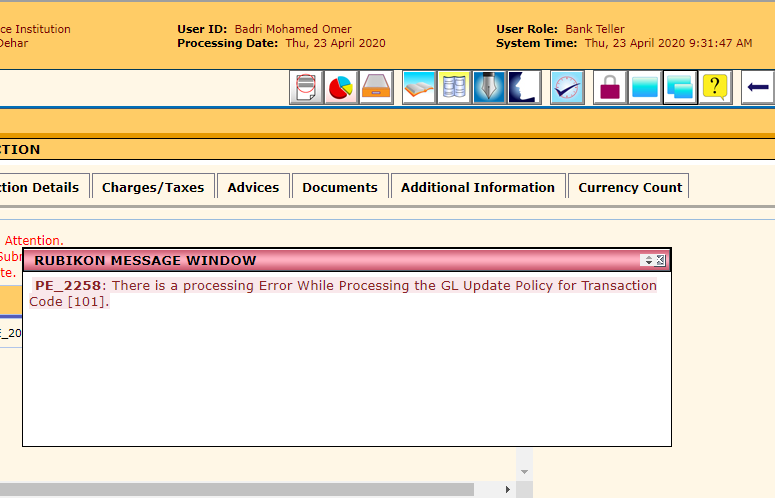 ce Institution
User ID: Badri Mohamed Omer
User Role: Bank Teller
Dehar
Processing Date: Thu, 23 April 2020
System Time: Thu, 23 April 2020 9:31:47 AM
?
CTION
ction Details
Charges/Taxes
Advices
Documents
Additional Information
Currency Count
Attention.
Subr
te.
RUBIKON MESSAGE WINDOW
PE_2258: There is a processing Error While Processing the GL Update Policy for Transaction
Code [101].
E_20